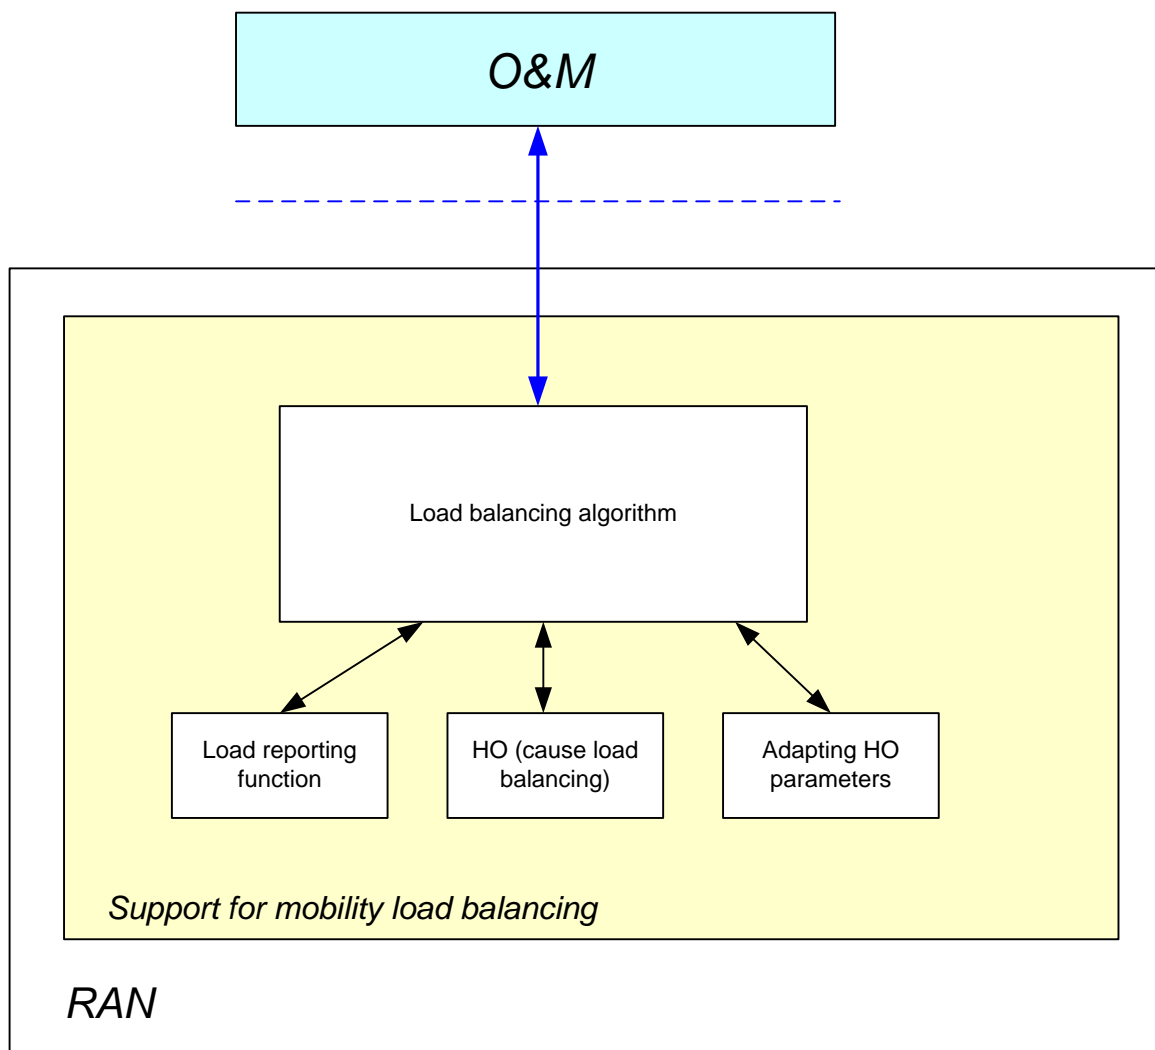 O&M
Load balancing algorithm
Load reporting
function
HO (cause load
balancing)
Adapting HO
parameters
Support for mobility load balancing
RAN